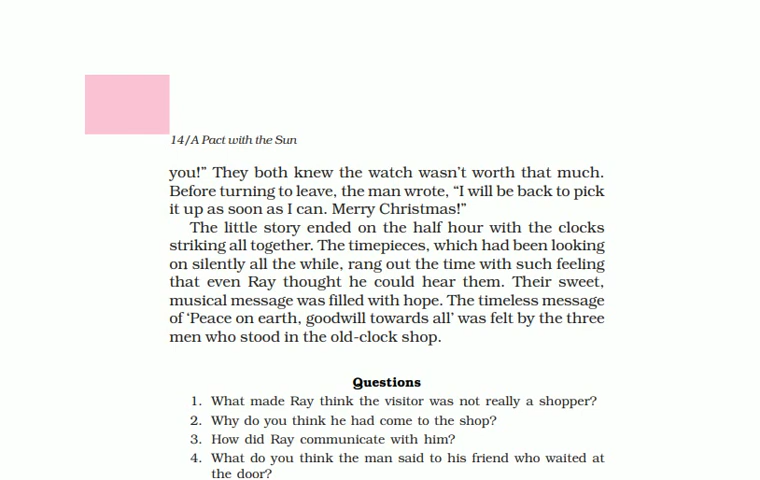 14/A Pact with the Sun
you!” They both knew the watch wasn’t worth that much.
Before turning to leave, the man wrote, “I will be back to pick
it up as soon as I can. Merry Christmas!”
The little story ended on the half hour with the clocks
striking all together. The timepieces, which had been looking
on silently all the while, rang out the time with such feeling
that even Ray thought he could hear them. Their sweet,
musical message was filled with hope. The timeless message
of ‘Peace on earth, goodwill towards all’ was felt by the three
men who stood in the old-clock shop.
Questions
1. What made Ray think the visitor was not really a shopper?
2. Why do you think he had come to the shop?
3. How did Ray communicate with him?
4. What do you think the man said to his friend who waited at
the door?